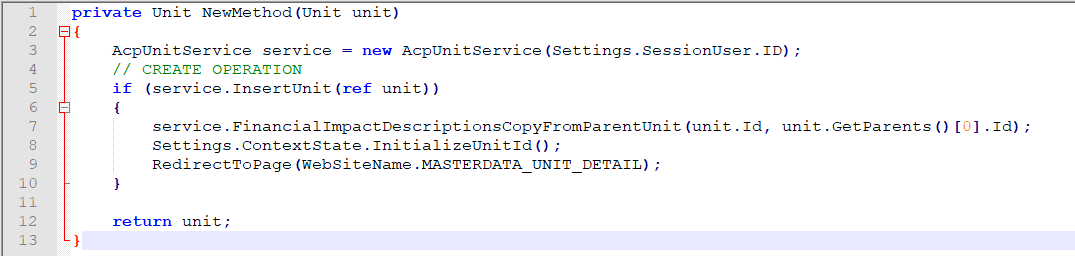 1 private Unit NewMethod(Unit unit)
2 {
3 AcpUnitService service = new AcpUnitService(Settings.SessionUser.ID);
4 // CREATE OPERATION
5 if (service.InsertUnit(ref unit))
6 {
7 service.FinancialImpactDescriptionsCopyFromParentUnit(unit.Id, unit.GetParents()[0].Id);
8 Settings.ContextState.InitializeUnitId();
9 RedirectToPage(WebSiteName.MASTERDATA_UNIT_DETAIL);
10 }
11
12 return unit;
13 }